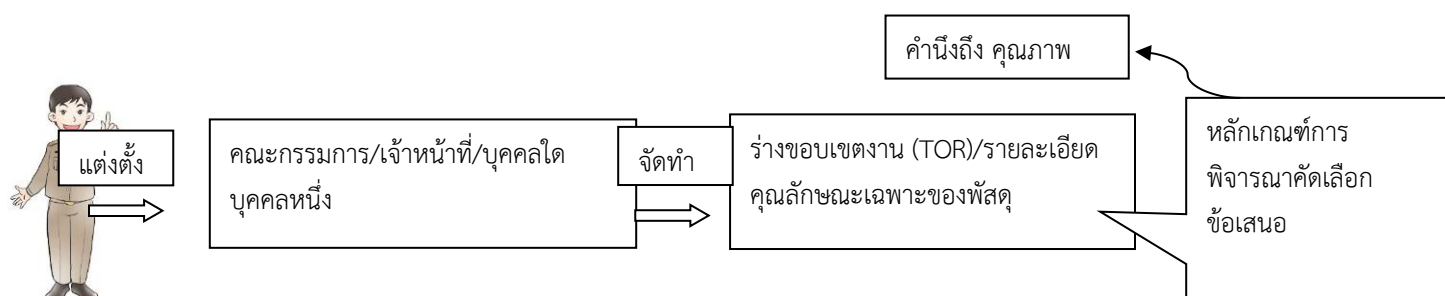 คำนึงถึง คุณภาพ
แต่งตั้ง
คณะกรรมการ/เจ้าหน้าที่/บุคคลใด
บุคคลหนึ่ง
จัดทำ
ร่างขอบเขตงาน (TOR)/รายละเอียด
คุณลักษณะเฉพาะของพัสดุ
หลักเกณฑ์การ
พิจารณาคัดเลือก
ข้อเสนอ